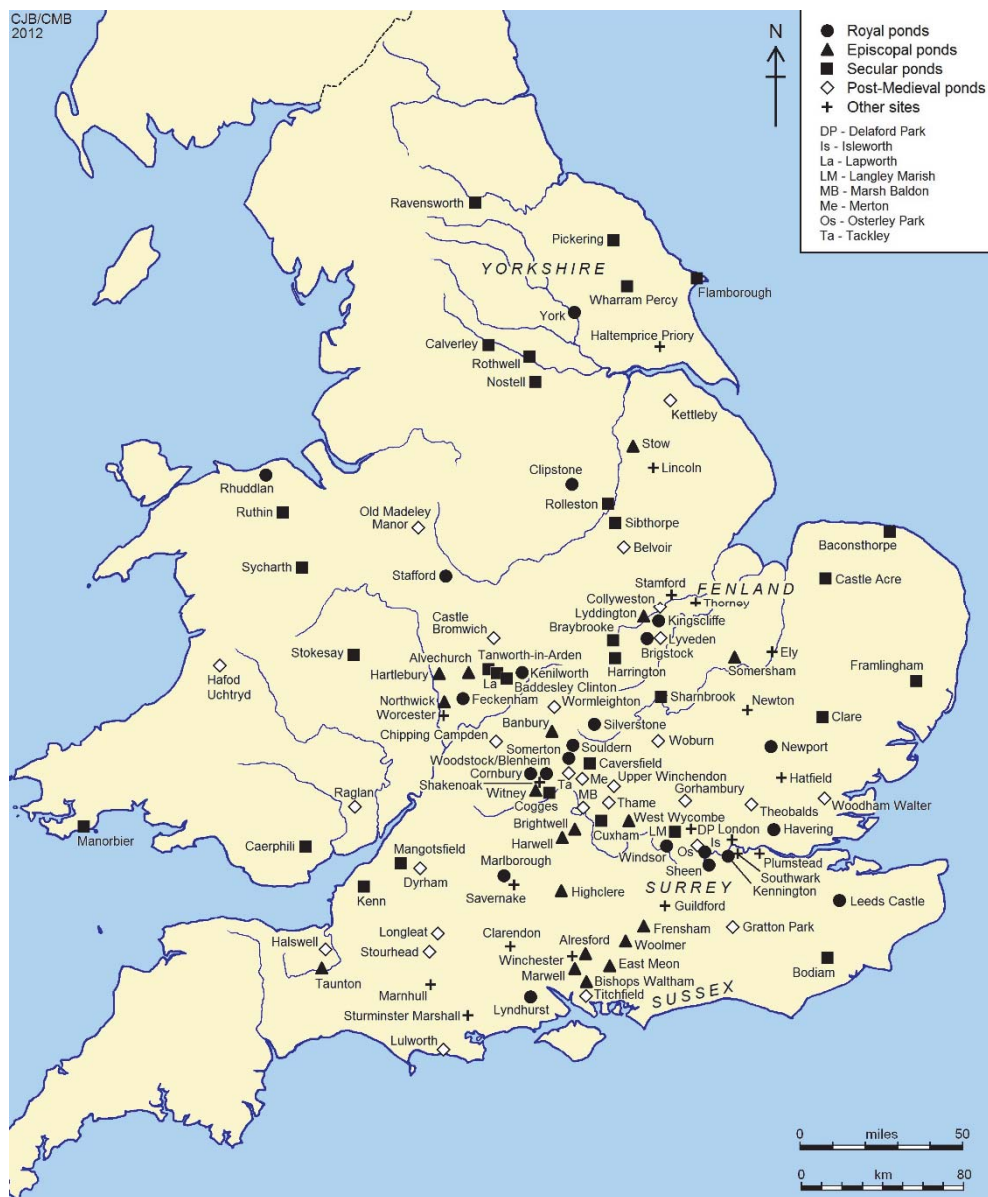 CJB/CMB
2012
N
Royal ponds
Episcopal ponds
Secular ponds
Post-Medieval ponds
Other sites
DP - Delaford Park
Is - Isleworth
La - Lapworth
LM - Langley Marish
MB - Marsh Baldon
Me - Merton
Os - Osterley Park
Ta - Tackley
Ravensworth
Pickering
YORKSHIRE
Wharram Percy
Flamborough
York
Haltemprice Priory
Calverley
Rothwell
Nostell
Kettleby
Stow
Lincoln
Clipstone
Rhuddlan
Ruthin
Rolleston
Old Madeley
Manor
Sibthorpe
Belvoir
Baconsthorpe
Sycharth
Stafford
Castle Acre
Stamford
FENLAND
Collyweston
Thorney
Lyddington
Kingscliffe
Castle
Bromwich
Braybrooke
Lyveden
Brigstock
Stokesay
Alvechurch
Tanworth-in-Arden
Ely
Hafod
Uchtryd
Hartlebury
La
Kenilworth
Baddesley Clinton
Harrington
Somersham
Framlingham
Northwick
Feckenham
Wormleighton
Sharnbrook
Newton
Worcester
Banbury
Silverstone
Clare
Chipping Campden
Somerton
Souldern
Woburn
Newport
Woodstock/Blenheim
Caversfield
Cornbury
Me
Upper Winchendon
Hatfield
Shakenoak
Ta
Gorhambury
Raglan
Witney
MB
Cogges
Thame
Theobalds
Woodham Walter
Manorbier
Brightwell
West Wycombe
Cuxham
LM
DP
London
Havering
Caerphili
Harwell
Is
Mangotsfield
Windsor
Os
Plumstead
Dyrham
Marlborough
Sheen
Southwark
Kenn
Savernake
Highclere
SURREY
Kennington
Guildford
Leeds Castle
Longleat
Frensham
Gratton Park
Halswell
Clarendon
Alresford
Woolmer
Stourhead
Winchester
East Meon
Bodiam
Taunton
Marwell
Bishops Waltham
Marnhull
Titchfield
SUSSEX
Lyndhurst
Sturminster Marshall
Lulworth
0 miles 50
0 km 80